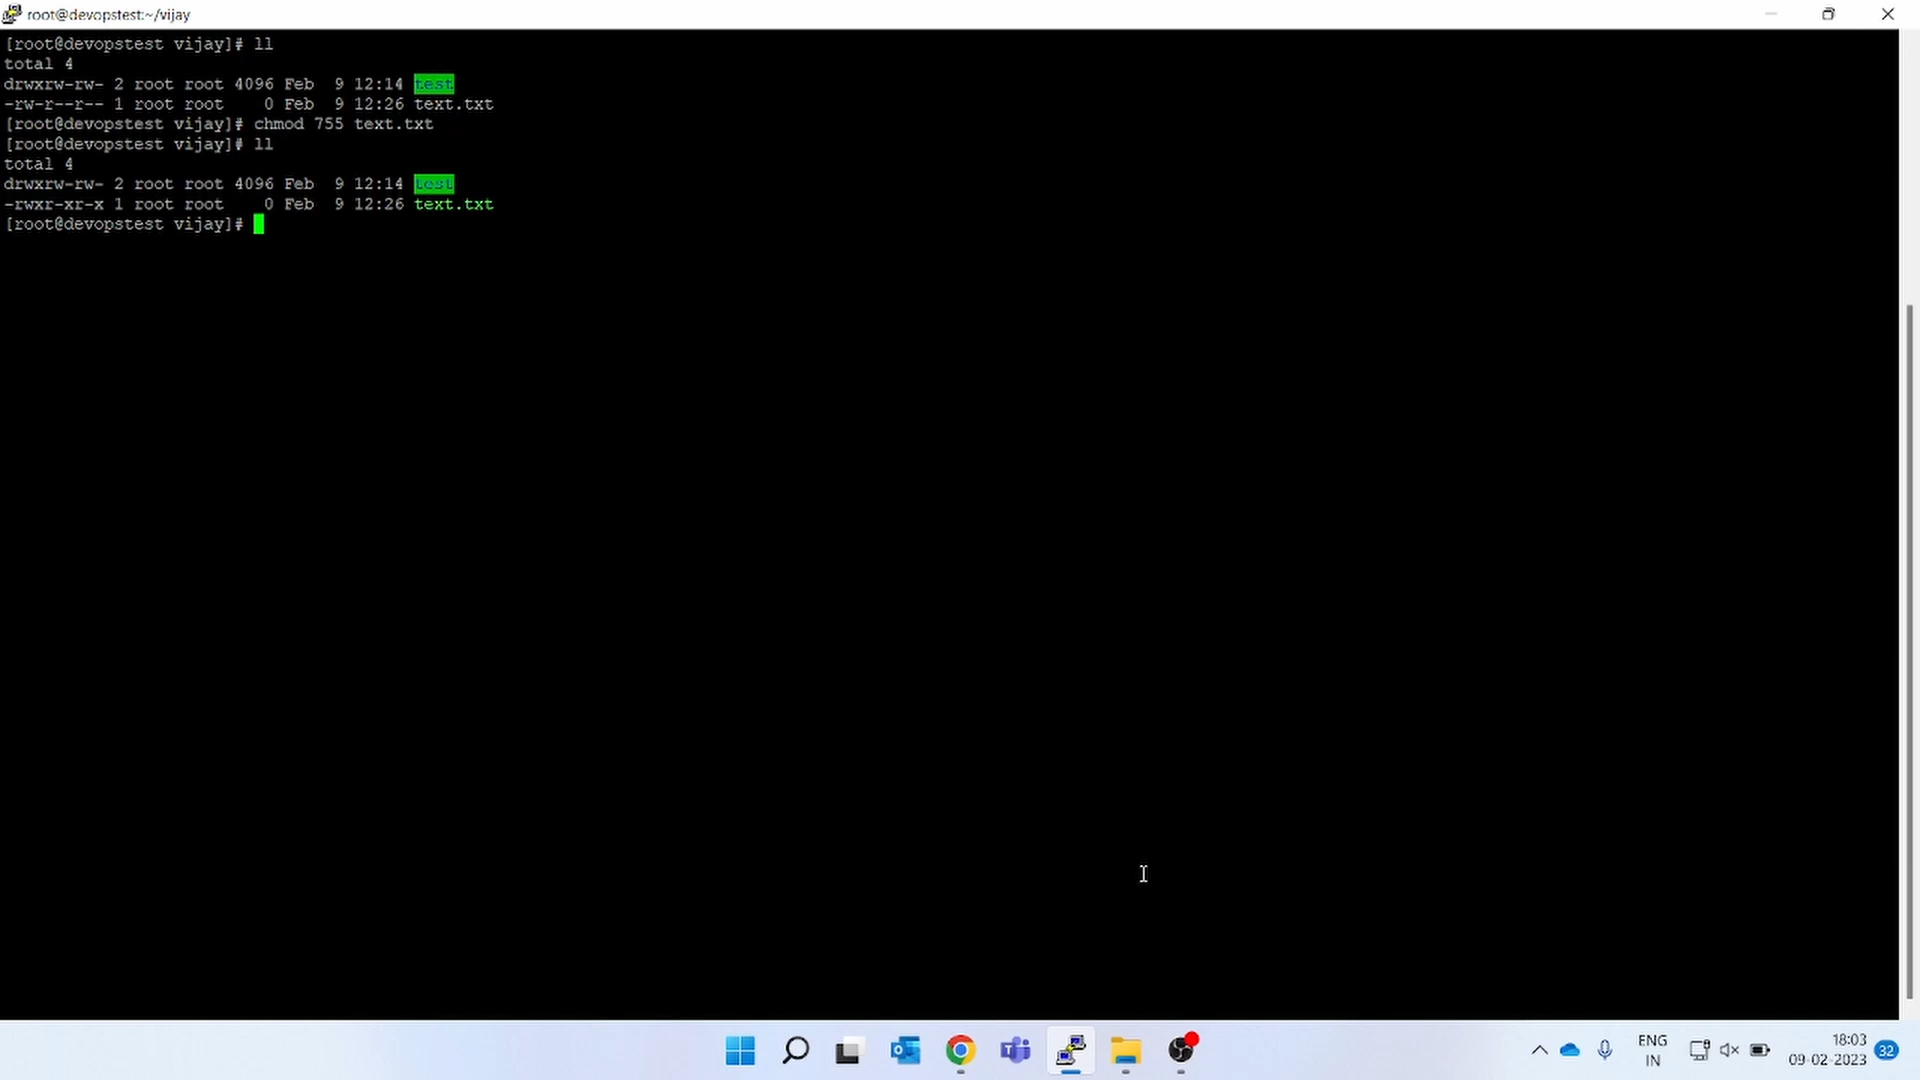 root@devopstest:~/vijay
[root@devopstest vijay]# ll
total 4
drwxrw-rw- 2 root root 4096 Feb  9 12:14 test
-rw-r--r-- 1 root root    0 Feb  9 12:26 text.txt
[root@devopstest vijay]# chmod 755 text.txt
[root@devopstest vijay]# ll
total 4
drwxrw-rw- 2 root root 4096 Feb  9 12:14 test
-rwxr-xr-x 1 root root    0 Feb  9 12:26 text.txt
[root@devopstest vijay]#
ENG
IN
18:03
09-02-2023
32